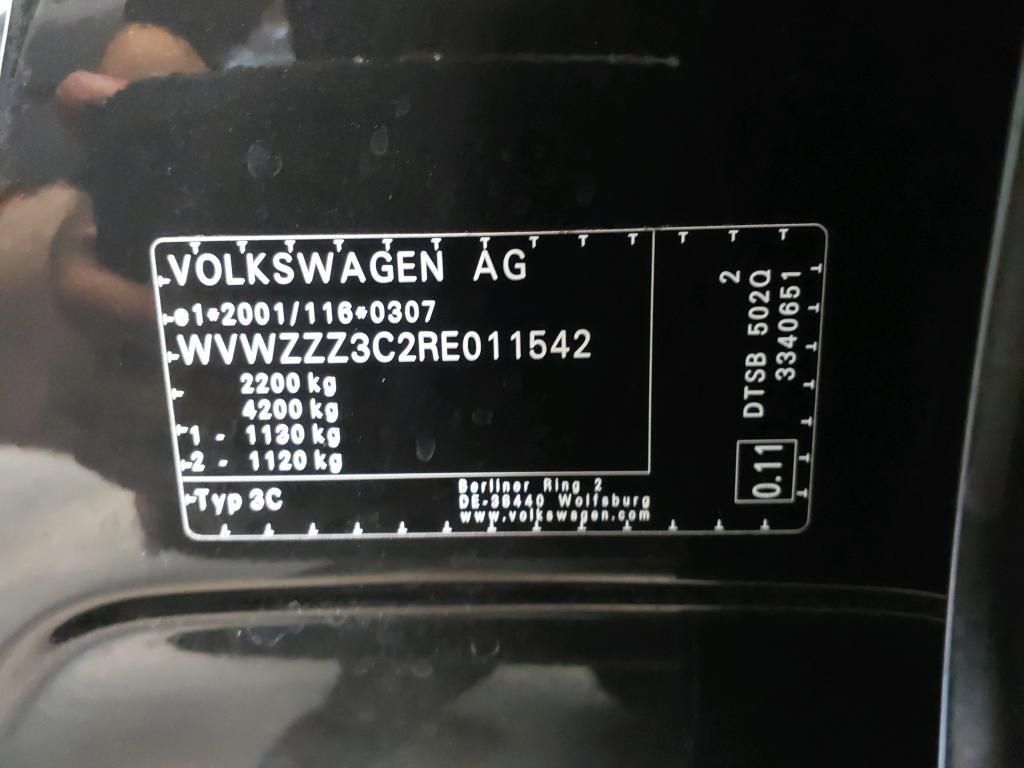 VOLKSWAGEN AG
e1*2001/116*0307
WVWZZZ3C2RE011542
2200 kg
4200 kg
1 - 1130 kg
2 - 1120 kg
Typ 3C
Berliner Ring 2
DE-38440 Wolfsburg
www.volkswagen.com
2
DTSB 502Q
3340651
0.11